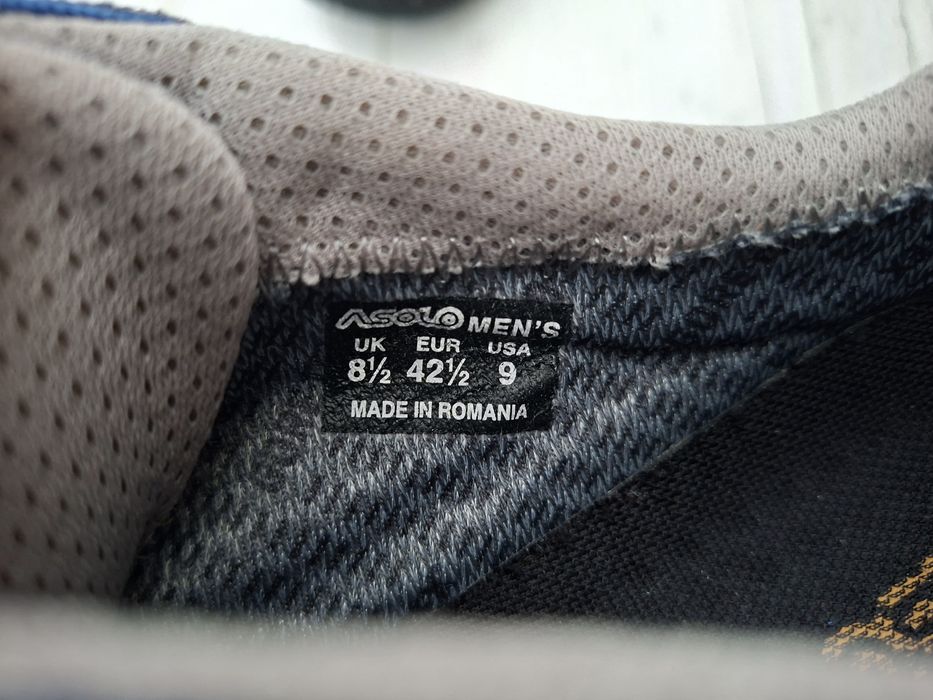 ASOLO MEN'S
UK EUR USA
8½ 42½ 9
MADE IN ROMANIA